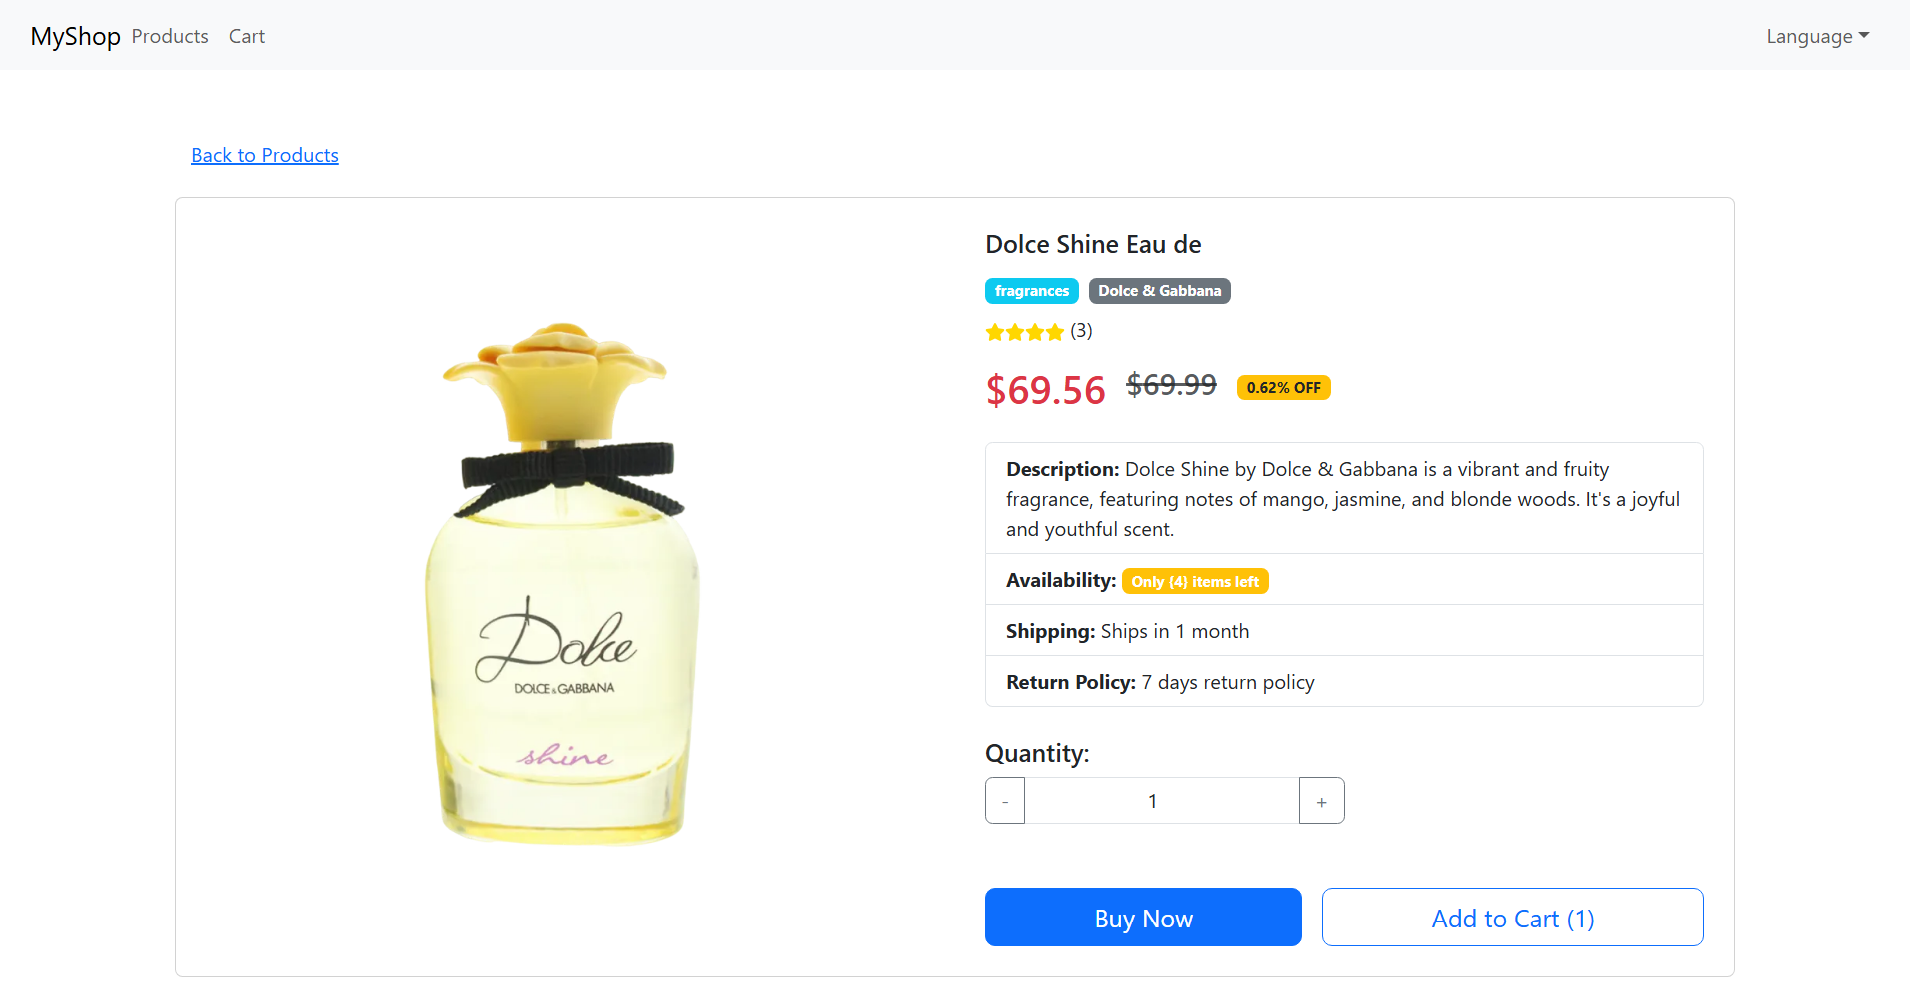 MyShop Products Cart Language
Back to Products
Dolce Shine Eau de
fragrances Dolce & Gabbana
(3)
$69.56 $69.99 0.62% OFF
Description: Dolce Shine by Dolce & Gabbana is a vibrant and fruity
fragrance, featuring notes of mango, jasmine, and blonde woods. It's a joyful
and youthful scent.
Availability: Only {4} items left
Shipping: Ships in 1 month
Return Policy: 7 days return policy
Quantity:
- 1 +
Buy Now Add to Cart (1)
Dolce
DOLCE & GABBANA
shine